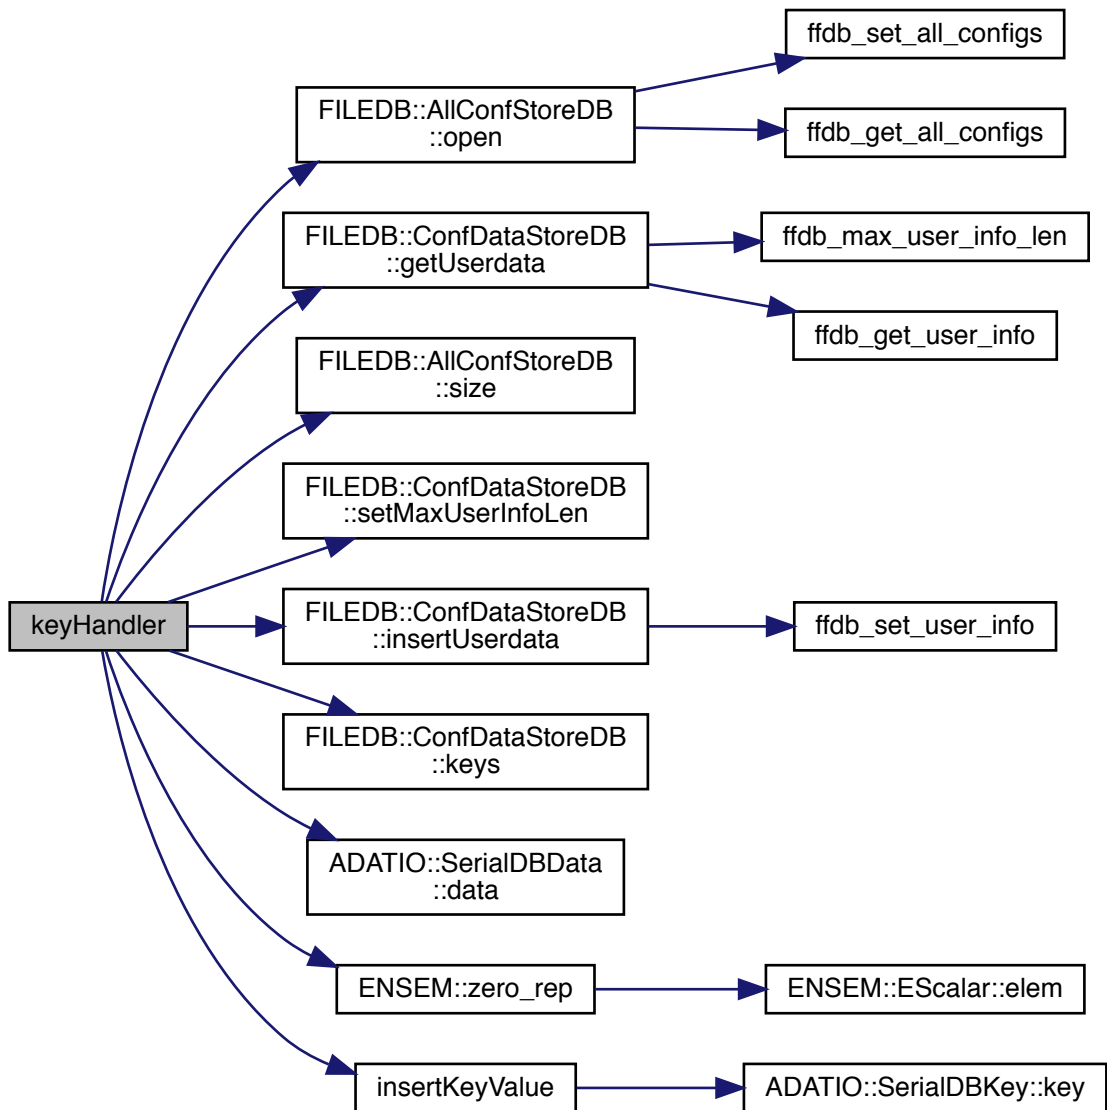 ffdb_set_all_configs
FILEDB::AllConfStoreDB
::open
ffdb_get_all_configs
FILEDB::ConfDataStoreDB
::getUserdata
ffdb_max_user_info_len
ffdb_get_user_info
FILEDB::AllConfStoreDB
::size
FILEDB::ConfDataStoreDB
::setMaxUserInfoLen
keyHandler
FILEDB::ConfDataStoreDB
::insertUserdata
ffdb_set_user_info
FILEDB::ConfDataStoreDB
::keys
ADATIO::SerialDBData
::data
ENSEM::zero_rep
ENSEM::EScalar::elem
insertKeyValue
ADATIO::SerialDBKey::key